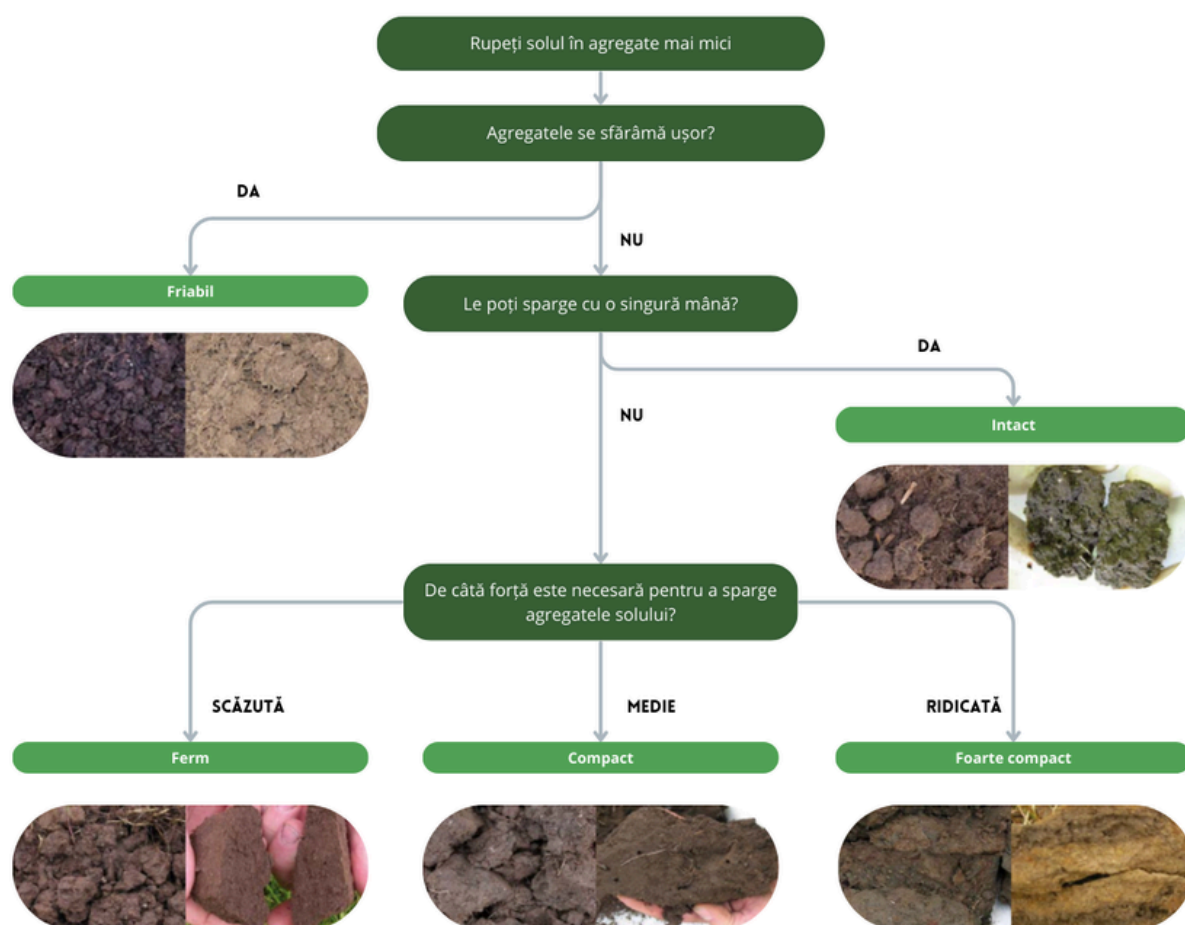 Rupeți solul în agregate mai mici
Agregatele se sfărâmă ușor?
DA
NU
Friabil
Le poți sparge cu o singură mână?
DA
NU
Intact
De câtă forță este necesară pentru a sparge
agregatele solului?
SCĂZUTĂ
MEDIE
RIDICATĂ
Ferm
Compact
Foarte compact